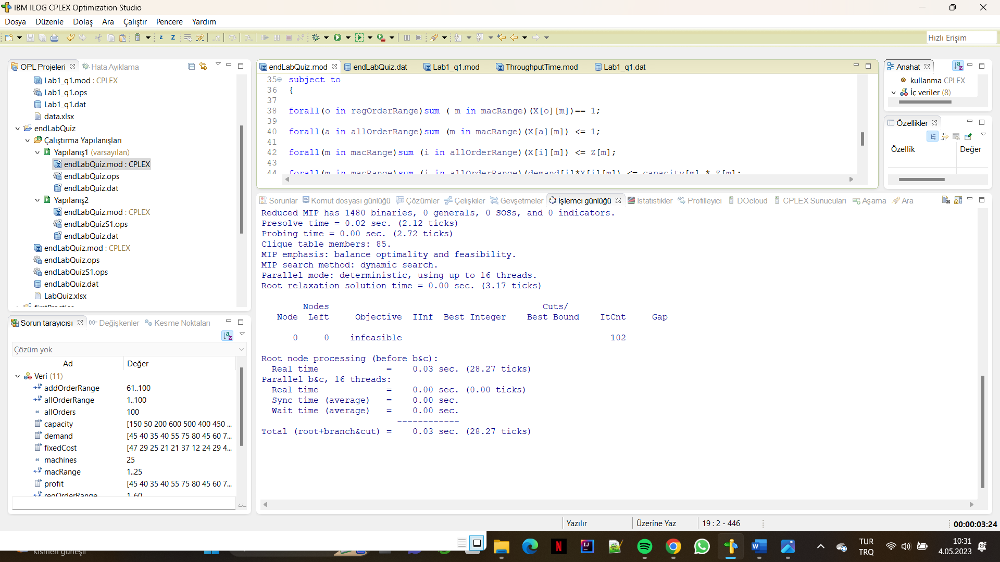 IBM ILOG CPLEX Optimization Studio
Dosya Düzenle Dolaş Ara Çalıştır Pencere Yardım
Hızlı Erişim
OPL Projeleri Hata Ayıklama
Lab1_q1.mod : CPLEX
Lab1_q1.ops
Lab1_q1.dat
data.xlsx
endLabQuiz
Çalıştırma Yapılanışları
Yapılanış1 (varsayılan)
endLabQuiz.mod : CPLEX
endLabQuiz.ops
endLabQuiz.dat
Yapılanış2
endLabQuiz.mod : CPLEX
endLabQuizS1.ops
endLabQuiz.dat
endLabQuiz.mod : CPLEX
endLabQuiz.ops
endLabQuizS1.ops
endLabQuiz.dat
LabQuiz.xlsx
Sorun tarayıcısı Değişkenler Kesme Noktaları
Çözüm yok
Ad Değer
Veri (11)
addOrderRange 61..100
allOrderRange 1..100
allOrders 100
capacity [150 50 200 600 500 400 450 ...
demand [45 40 35 40 55 75 80 45 60 7...
fixedCost [47 29 25 21 21 37 12 24 29 4...
machines 25
macRange 1..25
profit [45 40 35 40 55 75 80 45 60 7...
regOrderRange 1..60
endLabQuiz.mod endLabQuiz.dat Lab1_q1.mod ThroughputTime.mod Lab1_q1.dat
35 subject to
36 {
37
38 forall(o in regOrderRange)sum ( m in macRange)(X[o][m])== 1;
39
40 forall(a in allOrderRange)sum (m in macRange)(X[a][m]) <= 1;
41
42 forall(m in macRange)sum (i in allOrderRange)(X[i][m]) <= Z[m];
43
44 forall(m in macRange)sum (i in allOrderRange)(demand[i]*X[i][m]) <= capacity[m] * Z[m];
Anahat
kullanma CPLEX
İç veriler (8)
Özellikler
Özellik Değer
Sorunlar Komut dosyası günlüğü Çözümler Çelişkiler Gevşetmeler İşlemci günlüğü İstatistikler Profilleyici DOcloud CPLEX Sunucuları Aşama Ara
Reduced MIP has 1480 binaries, 0 generals, 0 SOSs, and 0 indicators.
Presolve time = 0.02 sec. (2.12 ticks)
Probing time = 0.00 sec. (2.72 ticks)
Clique table members: 85.
MIP emphasis: balance optimality and feasibility.
MIP search method: dynamic search.
Parallel mode: deterministic, using up to 16 threads.
Root relaxation solution time = 0.00 sec. (3.17 ticks)
Nodes Cuts/
Node Left Objective IInf Best Integer Best Bound ItCnt Gap
0 0 infeasible 102
Root node processing (before b&c):
Real time = 0.03 sec. (28.27 ticks)
Parallel b&c, 16 threads:
Real time = 0.00 sec. (0.00 ticks)
Sync time (average) = 0.00 sec.
Wait time (average) = 0.00 sec.
------------
Total (root+branch&cut) = 0.03 sec. (28.27 ticks)
Yazılır Üzerine Yaz 19 : 2 - 446 00:00:03:24
Kısmen güneşli
TUR
TRQ
10:31
4.05.2023